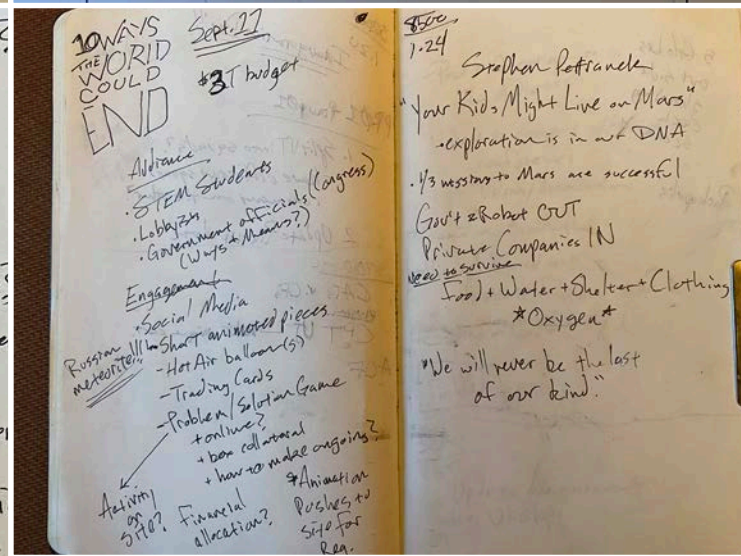 10 WAYS
THE
WORLD
COULD
END
Sept. 17
*$3T budget
Audience
• STEM Students
• Lobbyists
• Government officials (Congress)
(Ways + Means?)
Engagement
• Social Media
- Short animated pieces
Russian
meteorite!!!
- Hot Air balloon(s)
- Trading Cards
- Problem/Solution Game
+ online?
+ box collateral
+ how to make ongoing?
Activity
on
site?
Financial
allocation?
*Animation
Pushes to
site for
Reg.
1.24
Stephen Petranek
"Your Kids Might Live on Mars"
• exploration is in our DNA
• 1/3 missions to Mars are successful
Gov't & Robot OUT
Private Companies IN
Need to survive
Food + Water + Shelter + Clothing
*Oxygen*
"We will never be the last
of our kind."